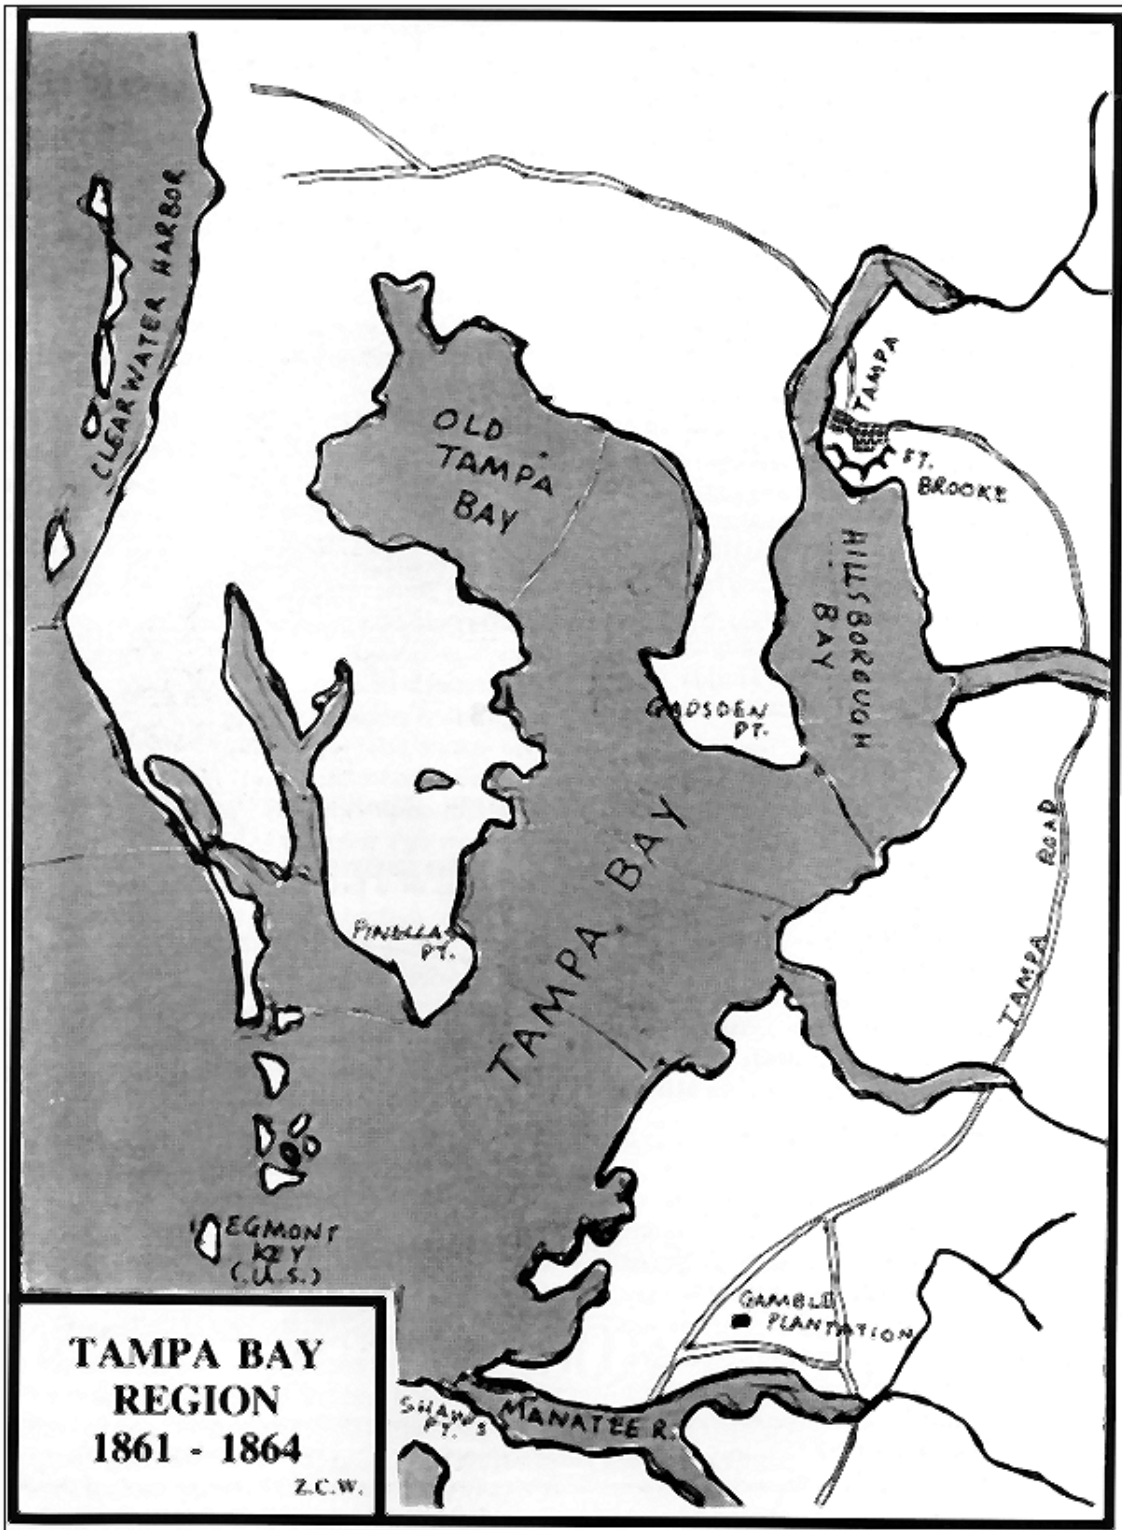 CLEARWATER HARBOR
OLD
TAMPA
BAY
TAMPA
FT.
BROOKE
HILLSBOROUGH
BAY
GADSDEN
PT.
TAMPA BAY
PINELLAS
PT.
TAMPA ROAD
EGMONT
KEY
(U.S.)
GAMBLE
PLANTATION
SHAW'S
PT.
MANATEE R.
TAMPA BAY
REGION
1861 - 1864
Z.C.W.